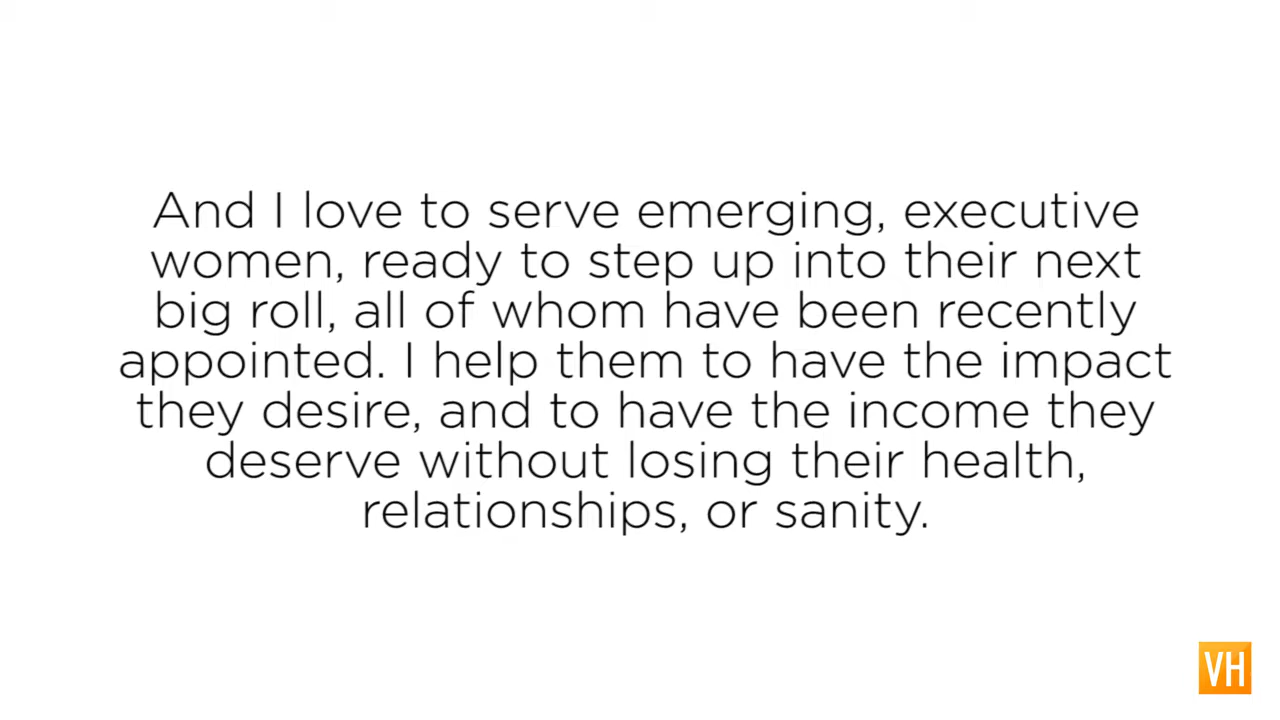 And I love to serve emerging, executive
women, ready to step up into their next
big roll, all of whom have been recently
appointed. I help them to have the impact
they desire, and to have the income they
deserve without losing their health,
relationships, or sanity.
VH